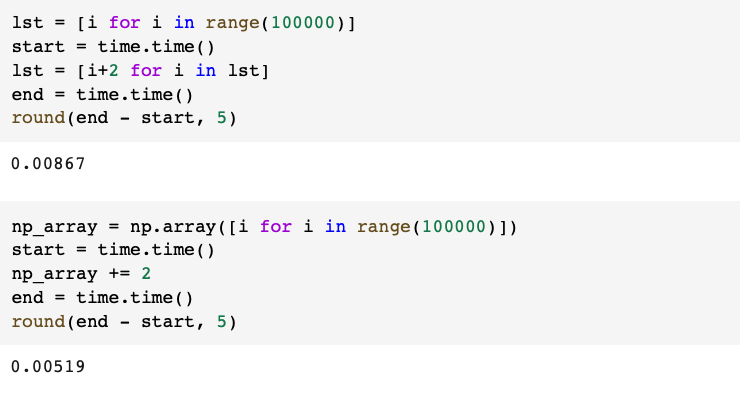 lst = [i for i in range(100000)]
start = time.time()
lst = [i+2 for i in lst]
end = time.time()
round(end - start, 5)
0.00867
np_array = np.array([i for i in range(100000)])
start = time.time()
np_array += 2
end = time.time()
round(end - start, 5)
0.00519